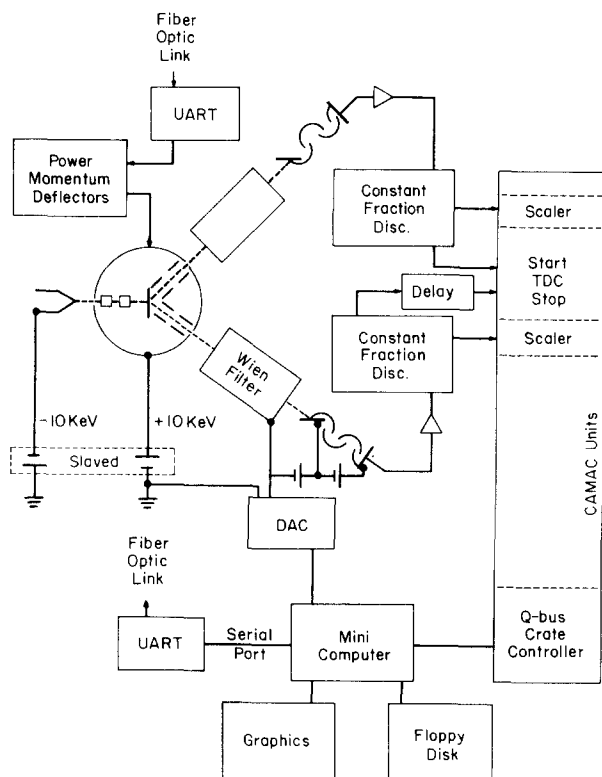 Fiber
Optic
Link
UART
Power
Momentum
Deflectors
Constant
Fraction
Disc.
Scaler
Start
TDC
Stop
Delay
Constant
Fraction
Disc.
Scaler
Wien
Filter
-10KeV
+10KeV
Slaved
CAMAC Units
DAC
Fiber
Optic
Link
UART
Serial
Port
Mini
Computer
Q-bus
Crate
Controller
Graphics
Floppy
Disk